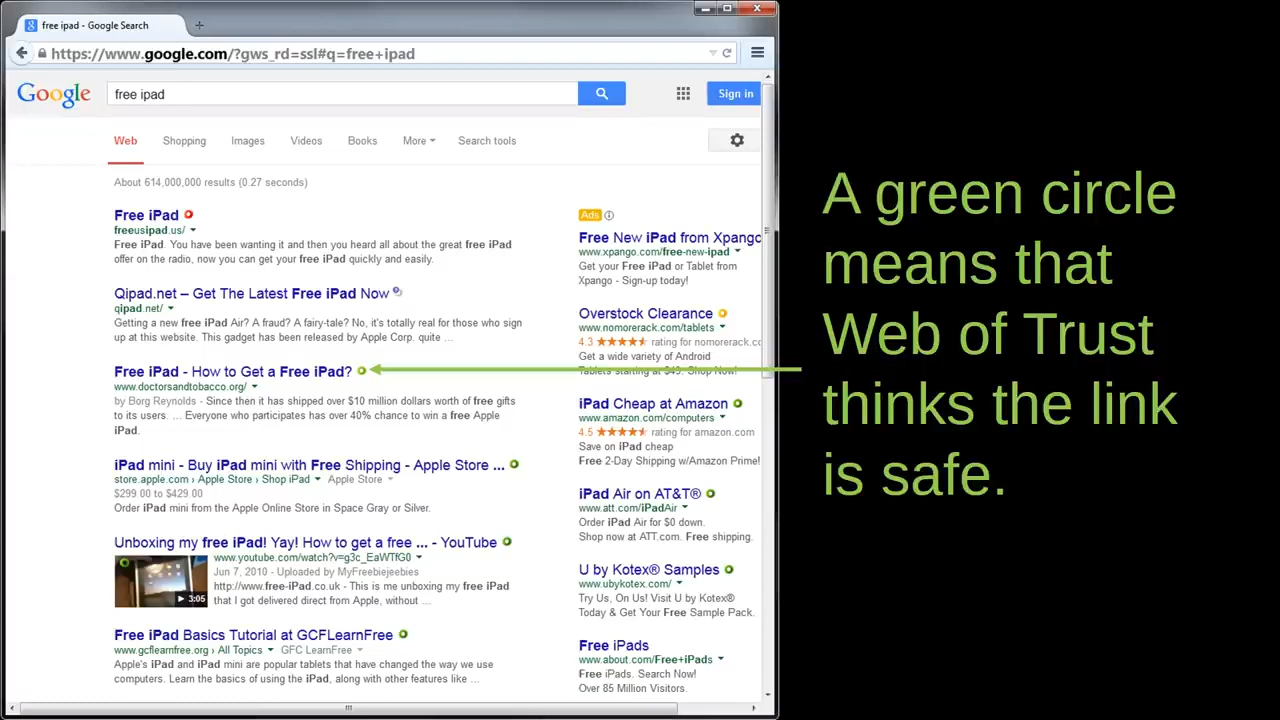 free ipad - Google Search
https://www.google.com/?gws_rd=ssl#q=free+ipad
Google
free ipad
Sign in
Web
Shopping
Images
Videos
Books
More
Search tools
About 614,000,000 results (0.27 seconds)
Free iPad
freeusipad.us/
Free iPad. You have been wanting it and then you heard all about the great free iPad
offer on the radio, now you can get your free iPad quickly and easily.
Qipad.net – Get The Latest Free iPad Now
qipad.net/
Getting a new free iPad Air? A fraud? A fairy-tale? No, it's totally real for those who sign
up at this website. This gadget has been released by Apple Corp. quite ...
Free iPad - How to Get a Free iPad?
www.doctorsandtobacco.org/
by Borg Reynolds - Since then it has shipped over $10 million dollars worth of free gifts
to its users. ... Everyone who participates has over 40% chance to win a free Apple
iPad.
iPad mini - Buy iPad mini with Free Shipping - Apple Store ...
store.apple.com › Apple Store › Shop iPad
Apple Store
$299.00 to $429.00
Order iPad mini from the Apple Online Store in Space Gray or Silver.
Unboxing my free iPad! Yay! How to get a free ... - YouTube
www.youtube.com/watch?v=g3c_EaWTfG0
Jun 7, 2010 - Uploaded by MyFreebiejeebies
http://www.free-iPad.co.uk - This is me unboxing my free iPad
that I got delivered direct from Apple, without ...
3:05
Free iPad Basics Tutorial at GCFLearnFree
www.gcflearnfree.org › All Topics
GFC LearnFree
Apple's iPad and iPad mini are popular tablets that have changed the way we use
computers. Learn the basics of using the iPad, along with other features like ...
Ads
Free New iPad from Xpango
www.xpango.com/free-new-ipad
Get your Free iPad or Tablet from
Xpango - Sign-up today!
Overstock Clearance
www.nomorerack.com/tablets
4.3 ★★★★★ rating for nomorerack.co
Get a wide variety of Android
Tablets starting at $49. Shop Now!
iPad Cheap at Amazon
www.amazon.com/computers
4.5 ★★★★★ rating for amazon.com
Save on iPad cheap
Free 2-Day Shipping w/Amazon Prime!
iPad Air on AT&T®
www.att.com/iPadAir
Order iPad Air for $0 down.
Shop now at ATT.com. Free shipping.
U by Kotex® Samples
www.ubykotex.com/
Try Us, On Us! Visit U by Kotex®
Today & Get Your Free Sample Pack.
Free iPads
www.about.com/Free+iPads
Free iPads. Search Now!
Over 85 Million Visitors.
A green circle
means that
Web of Trust
thinks the link
is safe.